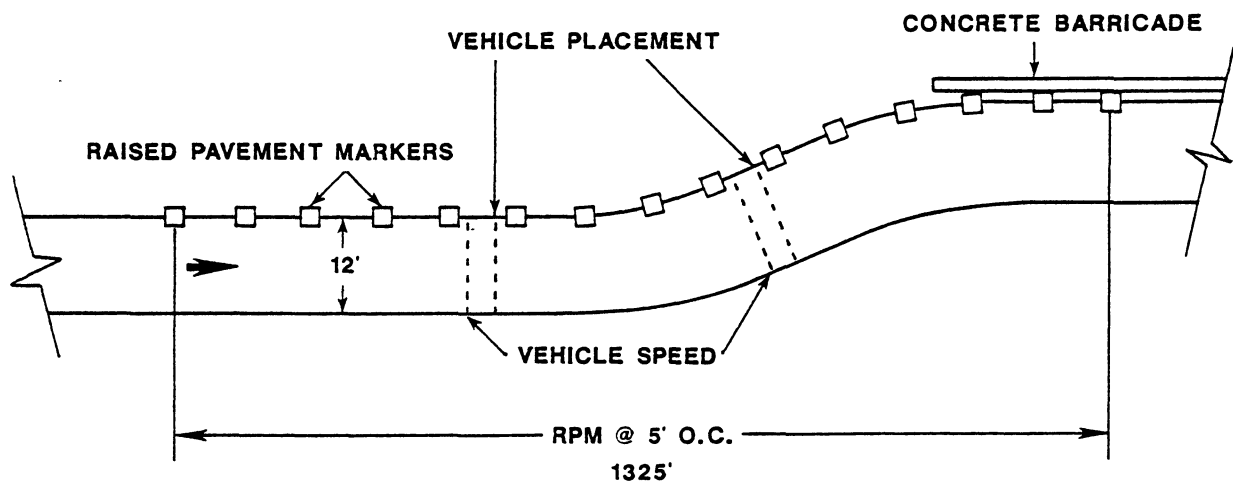 CONCRETE BARRICADE
VEHICLE PLACEMENT
RAISED PAVEMENT MARKERS
12'
VEHICLE SPEED
RPM @ 5' O.C.
1325'